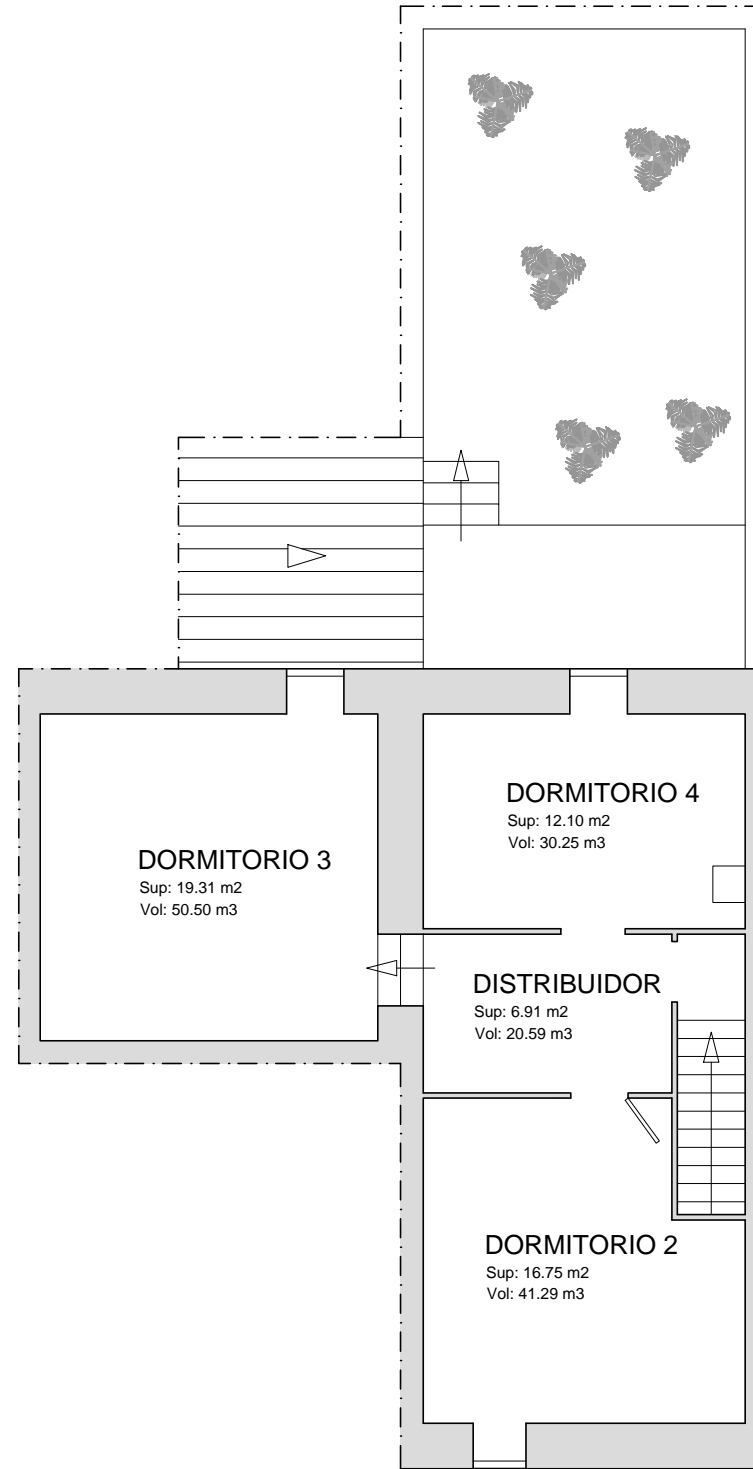 DORMITORIO 4
Sup: 12.10 m2
Vol: 30.25 m3
DORMITORIO 3
Sup: 19.31 m2
Vol: 50.50 m3
DISTRIBUIDOR
Sup: 6.91 m2
Vol: 20.59 m3
DORMITORIO 2
Sup: 16.75 m2
Vol: 41.29 m3